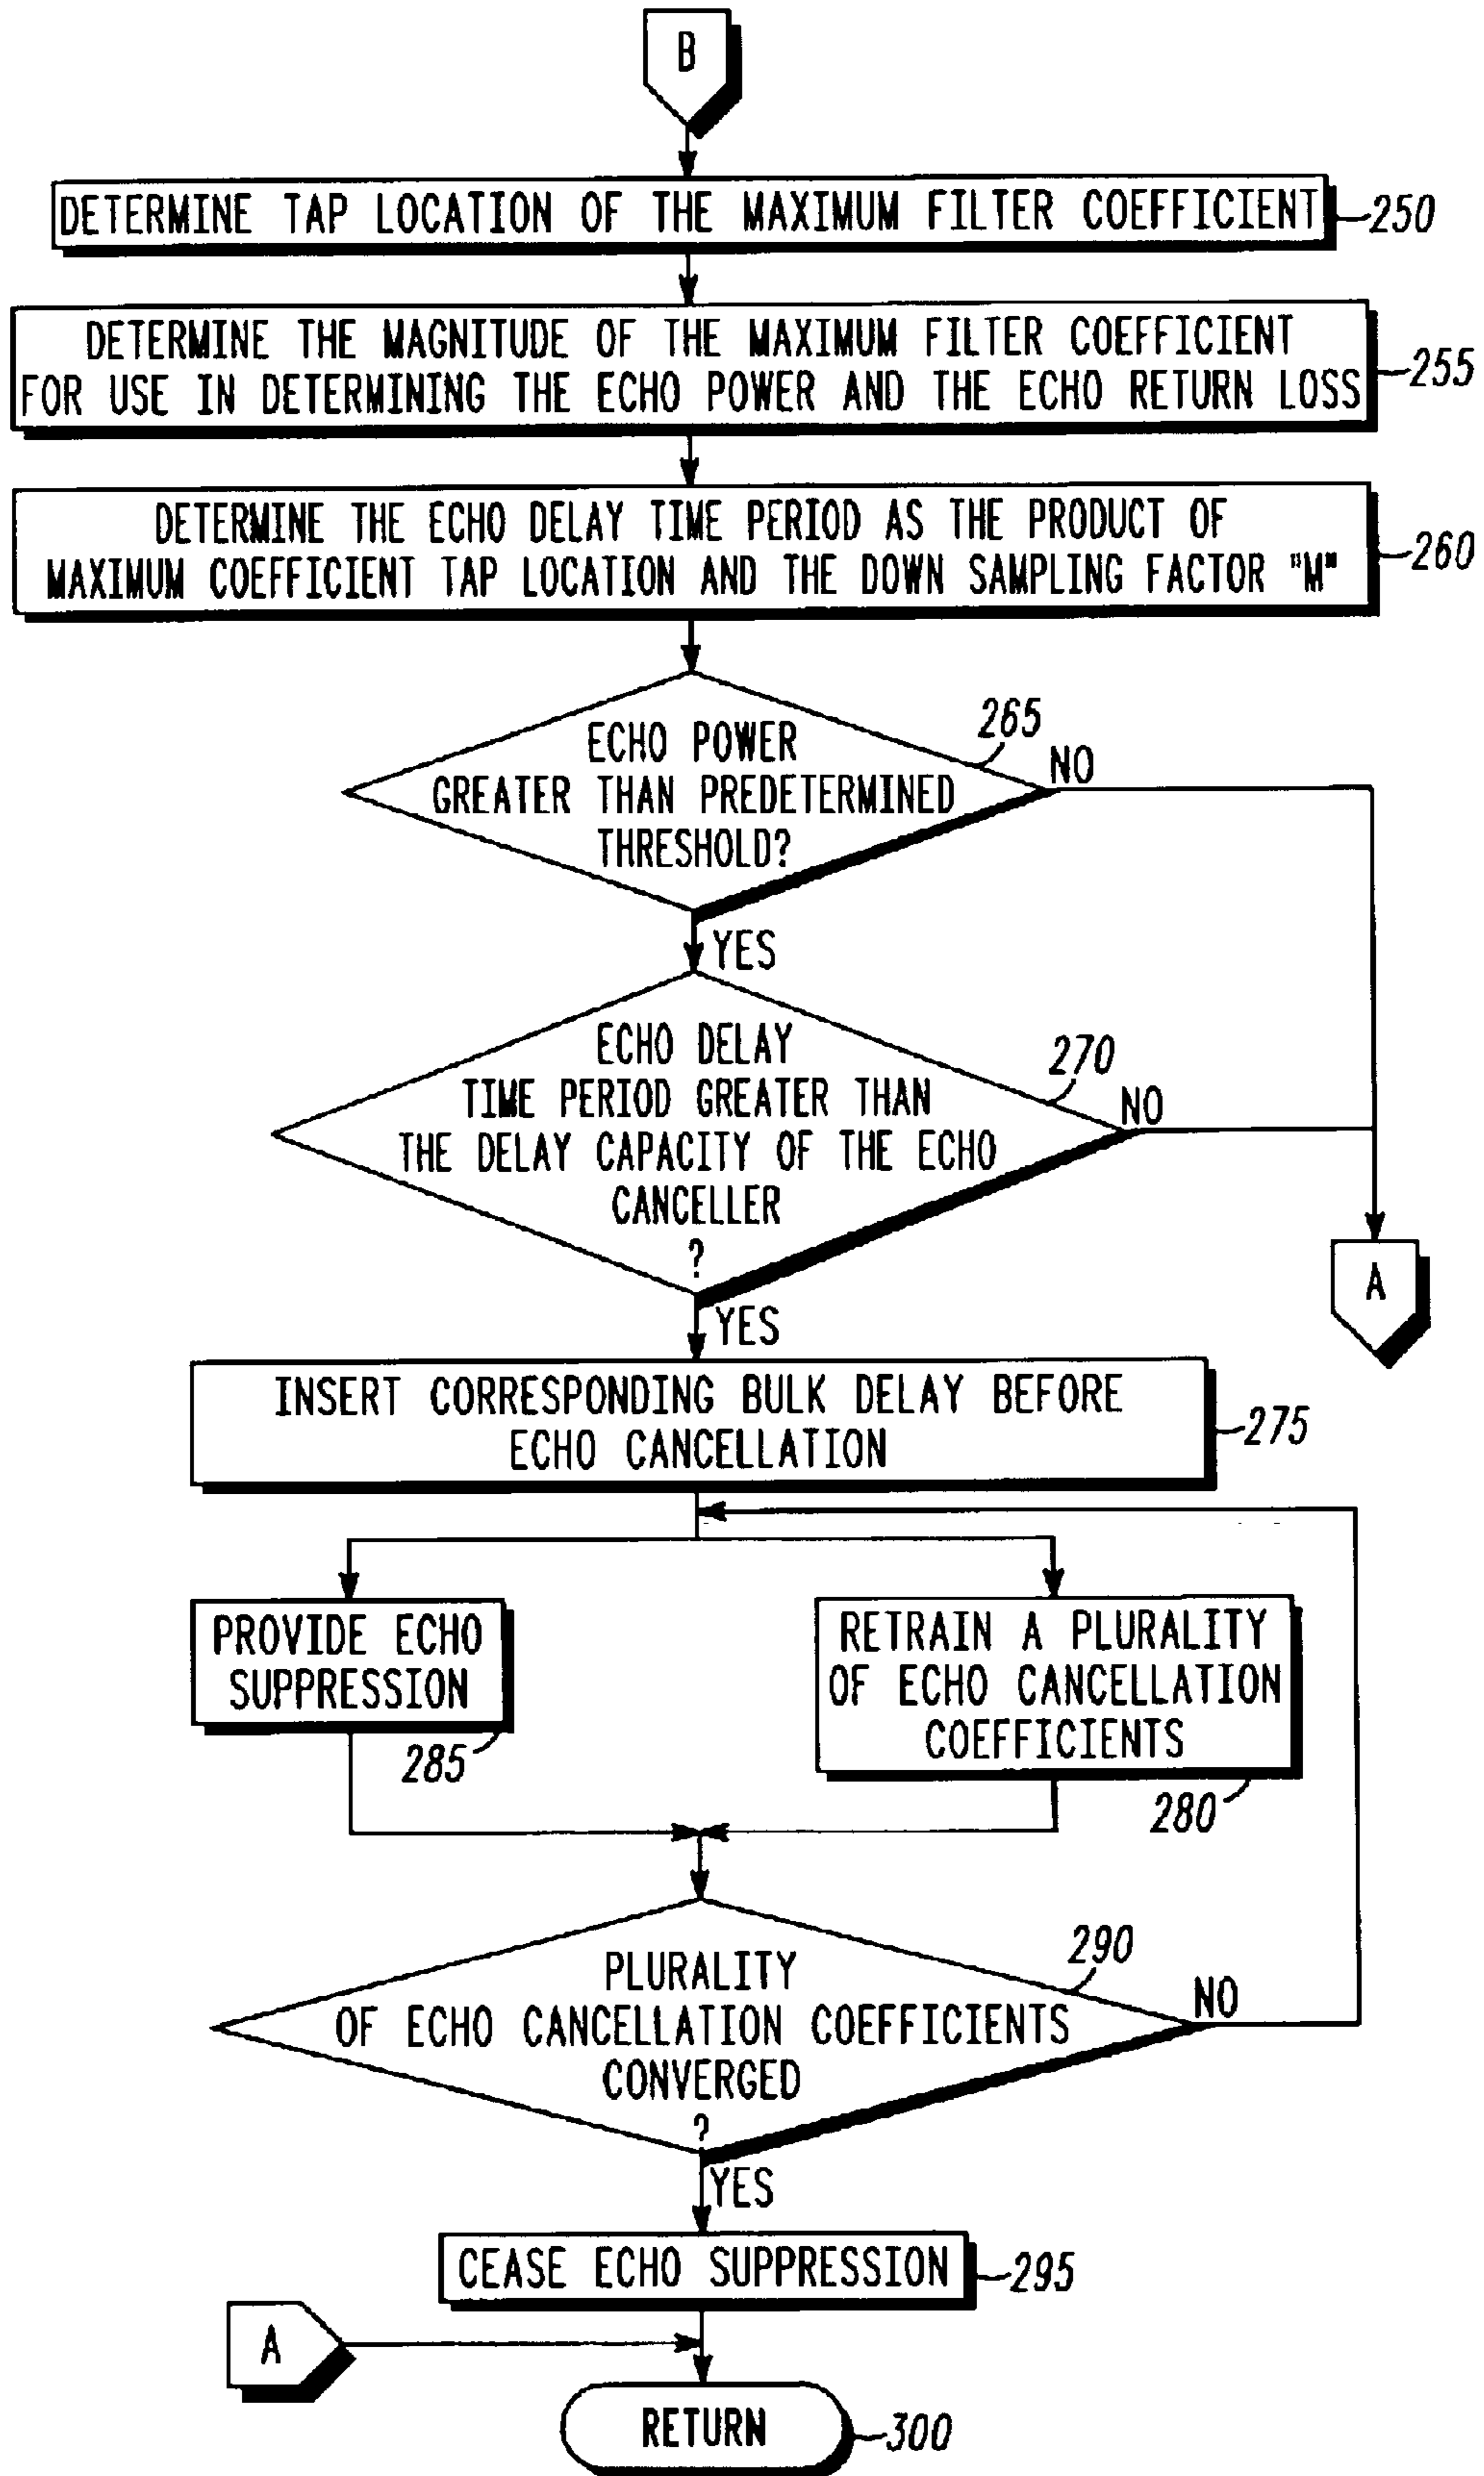 B
DETERMINE TAP LOCATION OF THE MAXIMUM FILTER COEFFICIENT
250
DETERMINE THE MAGNITUDE OF THE MAXIMUM FILTER COEFFICIENT
FOR USE IN DETERMINING THE ECHO POWER AND THE ECHO RETURN LOSS
255
DETERMINE THE ECHO DELAY TIME PERIOD AS THE PRODUCT OF
MAXIMUM COEFFICIENT TAP LOCATION AND THE DOWN SAMPLING FACTOR "M"
260
ECHO POWER
GREATER THAN PREDETERMINED
THRESHOLD?
265
NO
YES
ECHO DELAY
TIME PERIOD GREATER THAN
THE DELAY CAPACITY OF THE ECHO
CANCELLER
?
270
NO
A
YES
INSERT CORRESPONDING BULK DELAY BEFORE
ECHO CANCELLATION
275
PROVIDE ECHO
SUPPRESSION
285
RETRAIN A PLURALITY
OF ECHO CANCELLATION
COEFFICIENTS
280
PLURALITY
OF ECHO CANCELLATION COEFFICIENTS
CONVERGED
?
290
NO
YES
CEASE ECHO SUPPRESSION
295
A
RETURN
300